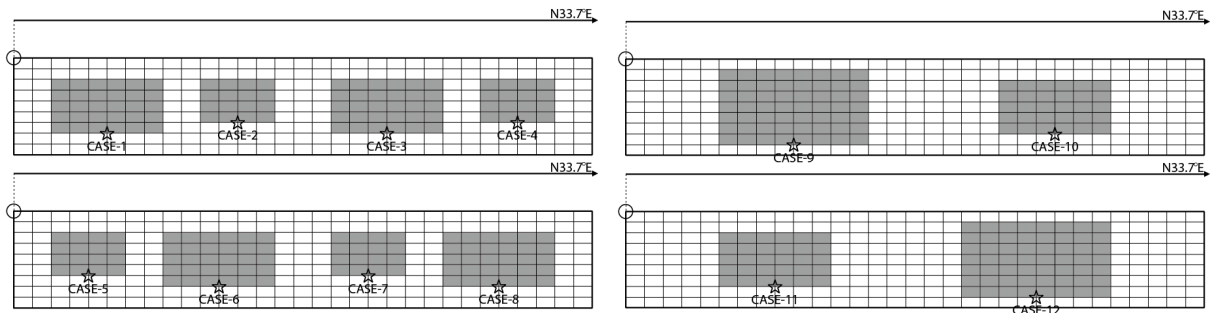 N33.7°E
CASE-1
CASE-2
CASE-3
CASE-4
N33.7°E
CASE-9
CASE-10
N33.7°E
CASE-5
CASE-6
CASE-7
CASE-8
N33.7°E
CASE-11
CASE-12